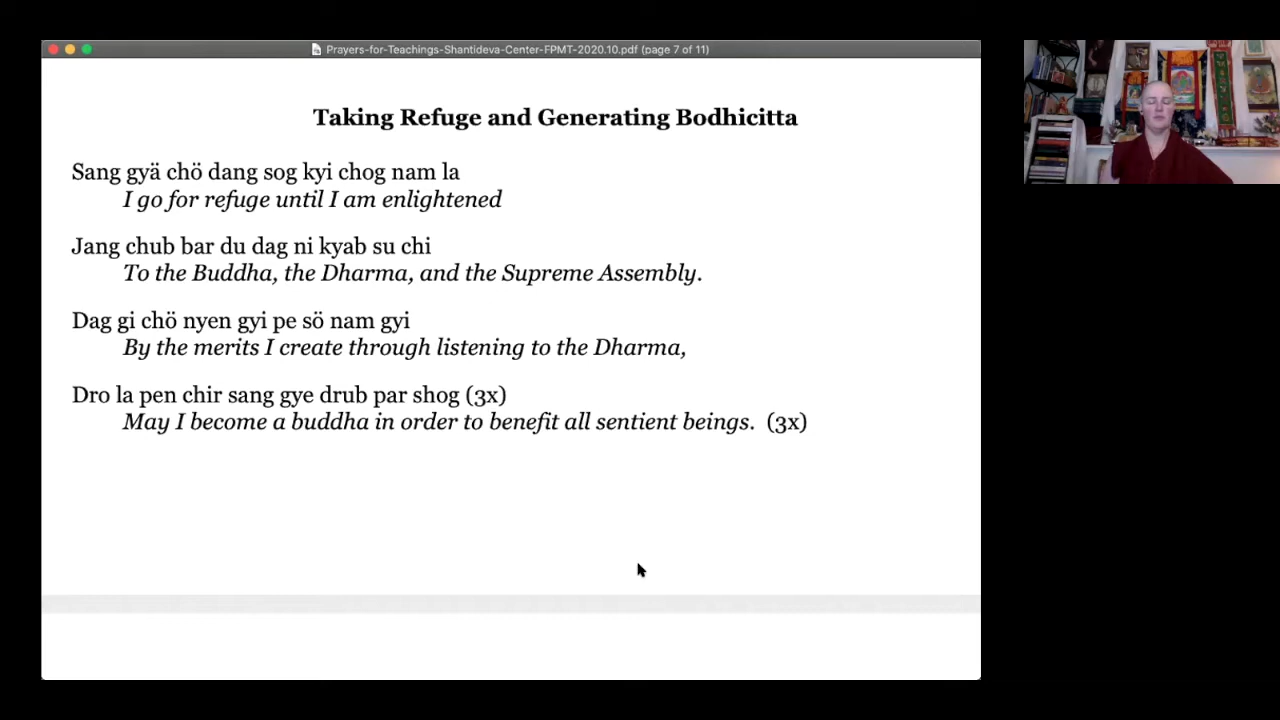 Prayers-for-Teachings-Shantideva-Center-FPMT-2020.10.pdf (page 7 of 11)
Taking Refuge and Generating Bodhicitta
Sang gyä chö dang sog kyi chog nam la
I go for refuge until I am enlightened
Jang chub bar du dag ni kyab su chi
To the Buddha, the Dharma, and the Supreme Assembly.
Dag gi chö nyen gyi pe sö nam gyi
By the merits I create through listening to the Dharma,
Dro la pen chir sang gye drub par shog (3x)
May I become a buddha in order to benefit all sentient beings. (3x)